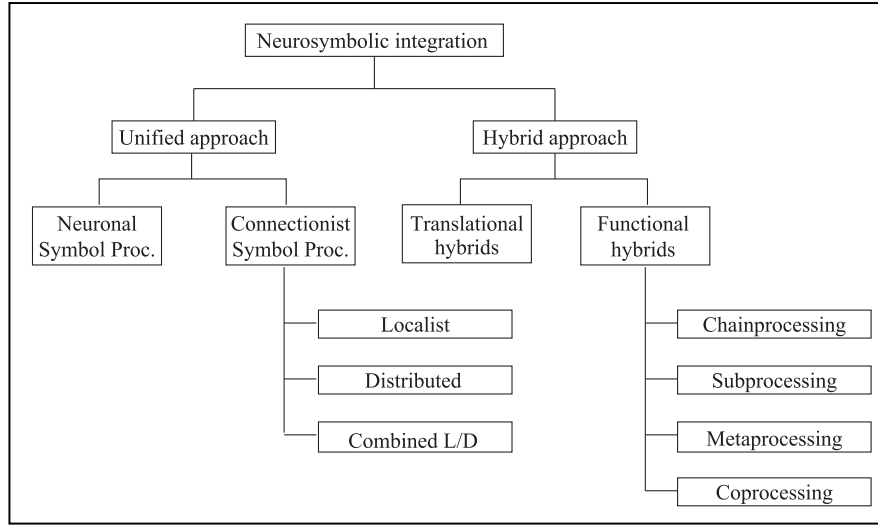 Neurosymbolic integration
Unified approach
Hybrid approach
Neuronal
Symbol Proc.
Connectionist
Symbol Proc.
Translational
hybrids
Functional
hybrids
Localist
Distributed
Combined L/D
Chainprocessing
Subprocessing
Metaprocessing
Coprocessing